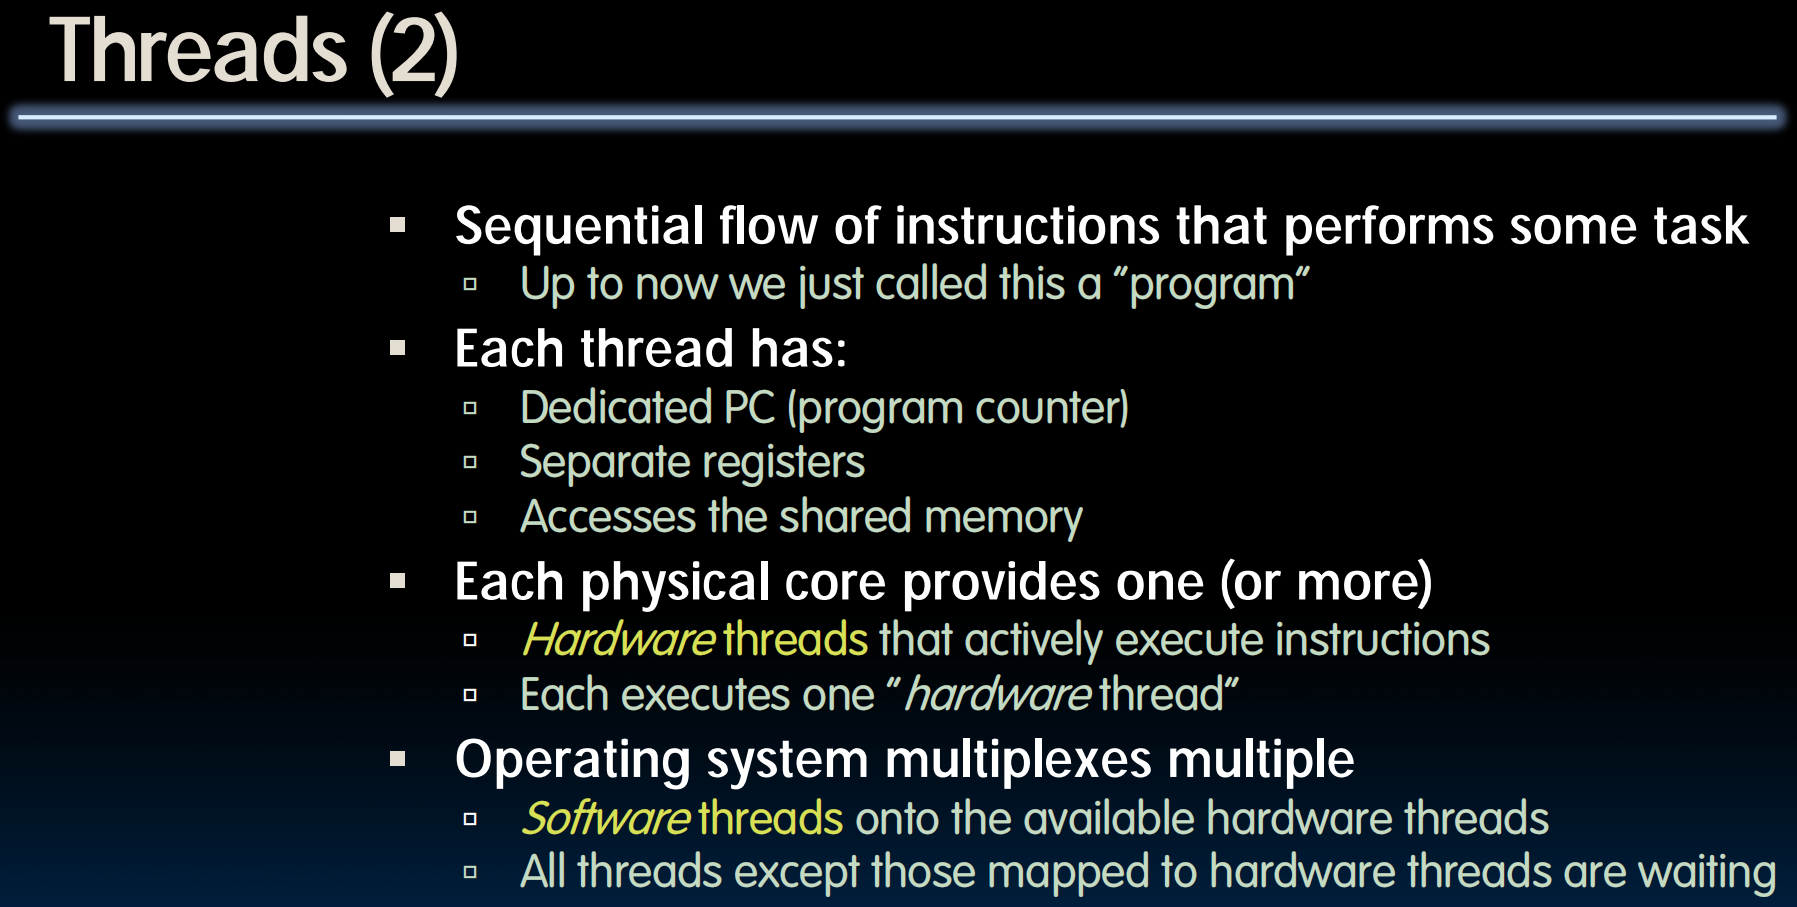 Threads (2)
Sequential flow of instructions that performs some task
Up to now we just called this a “program”
Each thread has:
Dedicated PC (program counter)
Separate registers
Accesses the shared memory
Each physical core provides one (or more)
Hardware threads that actively execute instructions
Each executes one “hardware thread”
Operating system multiplexes multiple
Software threads onto the available hardware threads
All threads except those mapped to hardware threads are waiting